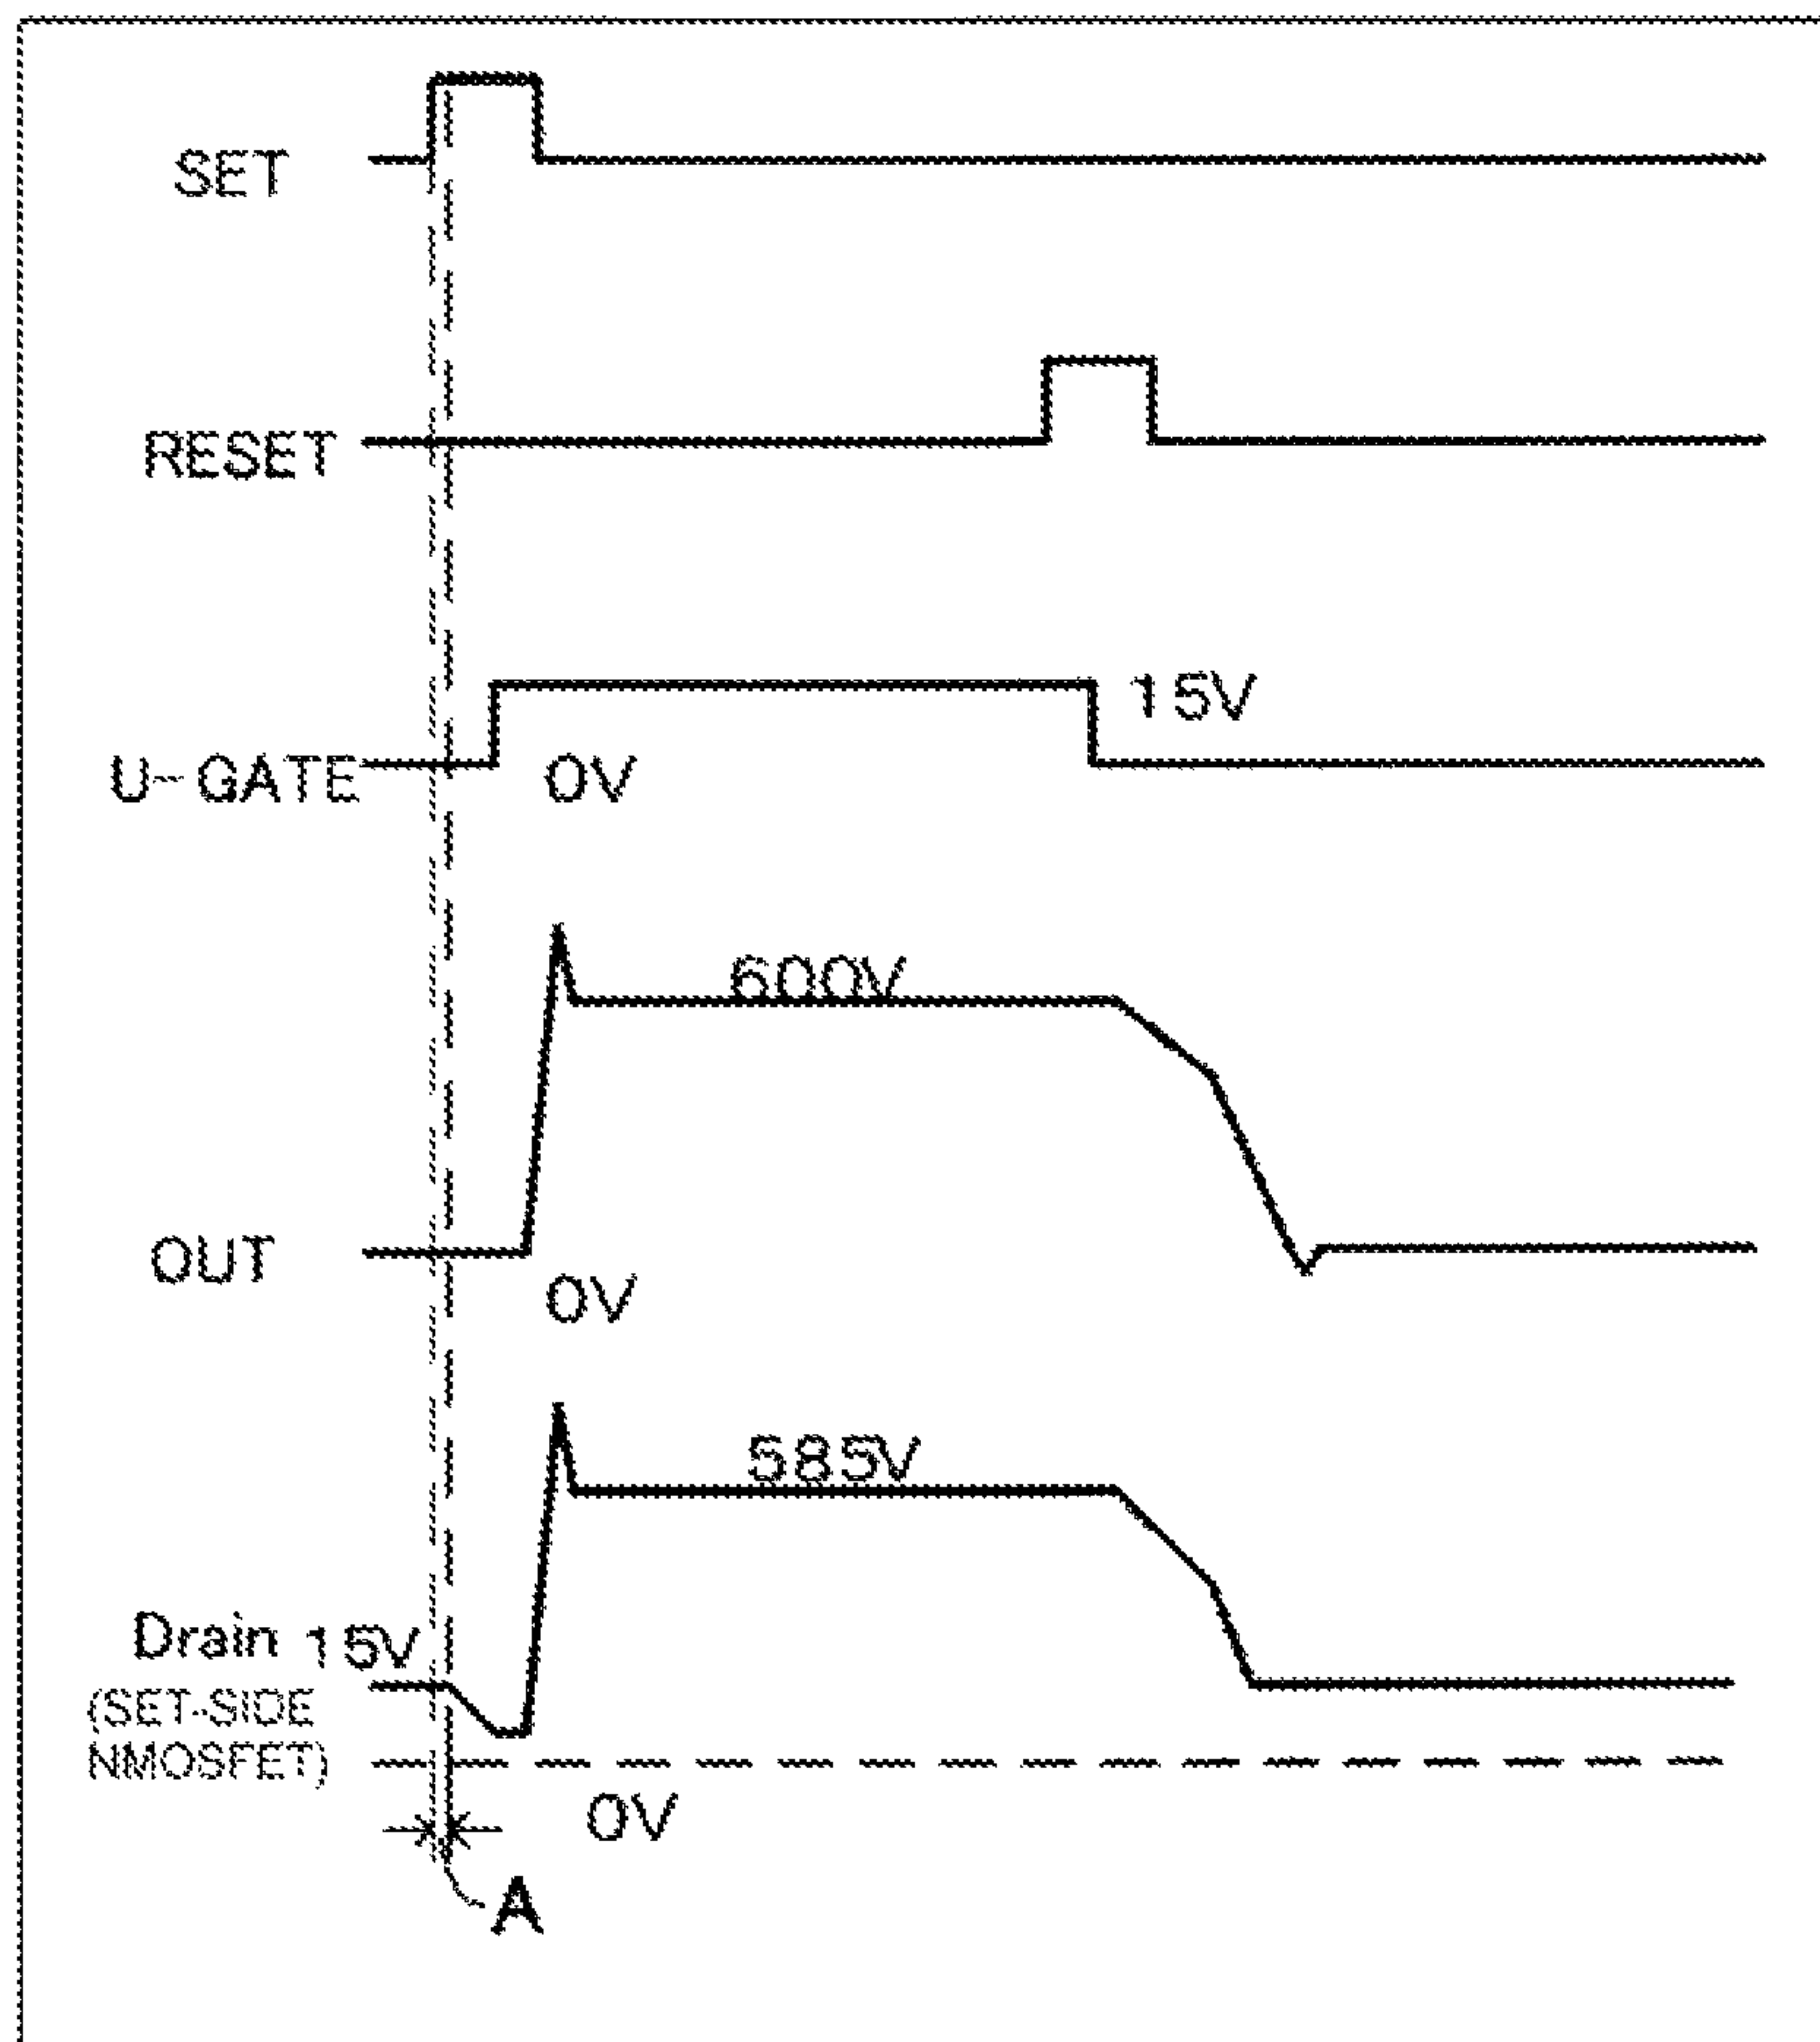 SET
RESET
U-GATE
15V
0V
600V
OUT
0V
585V
Drain 15V
(SET-SIDE
NMOSFET)
0V
A